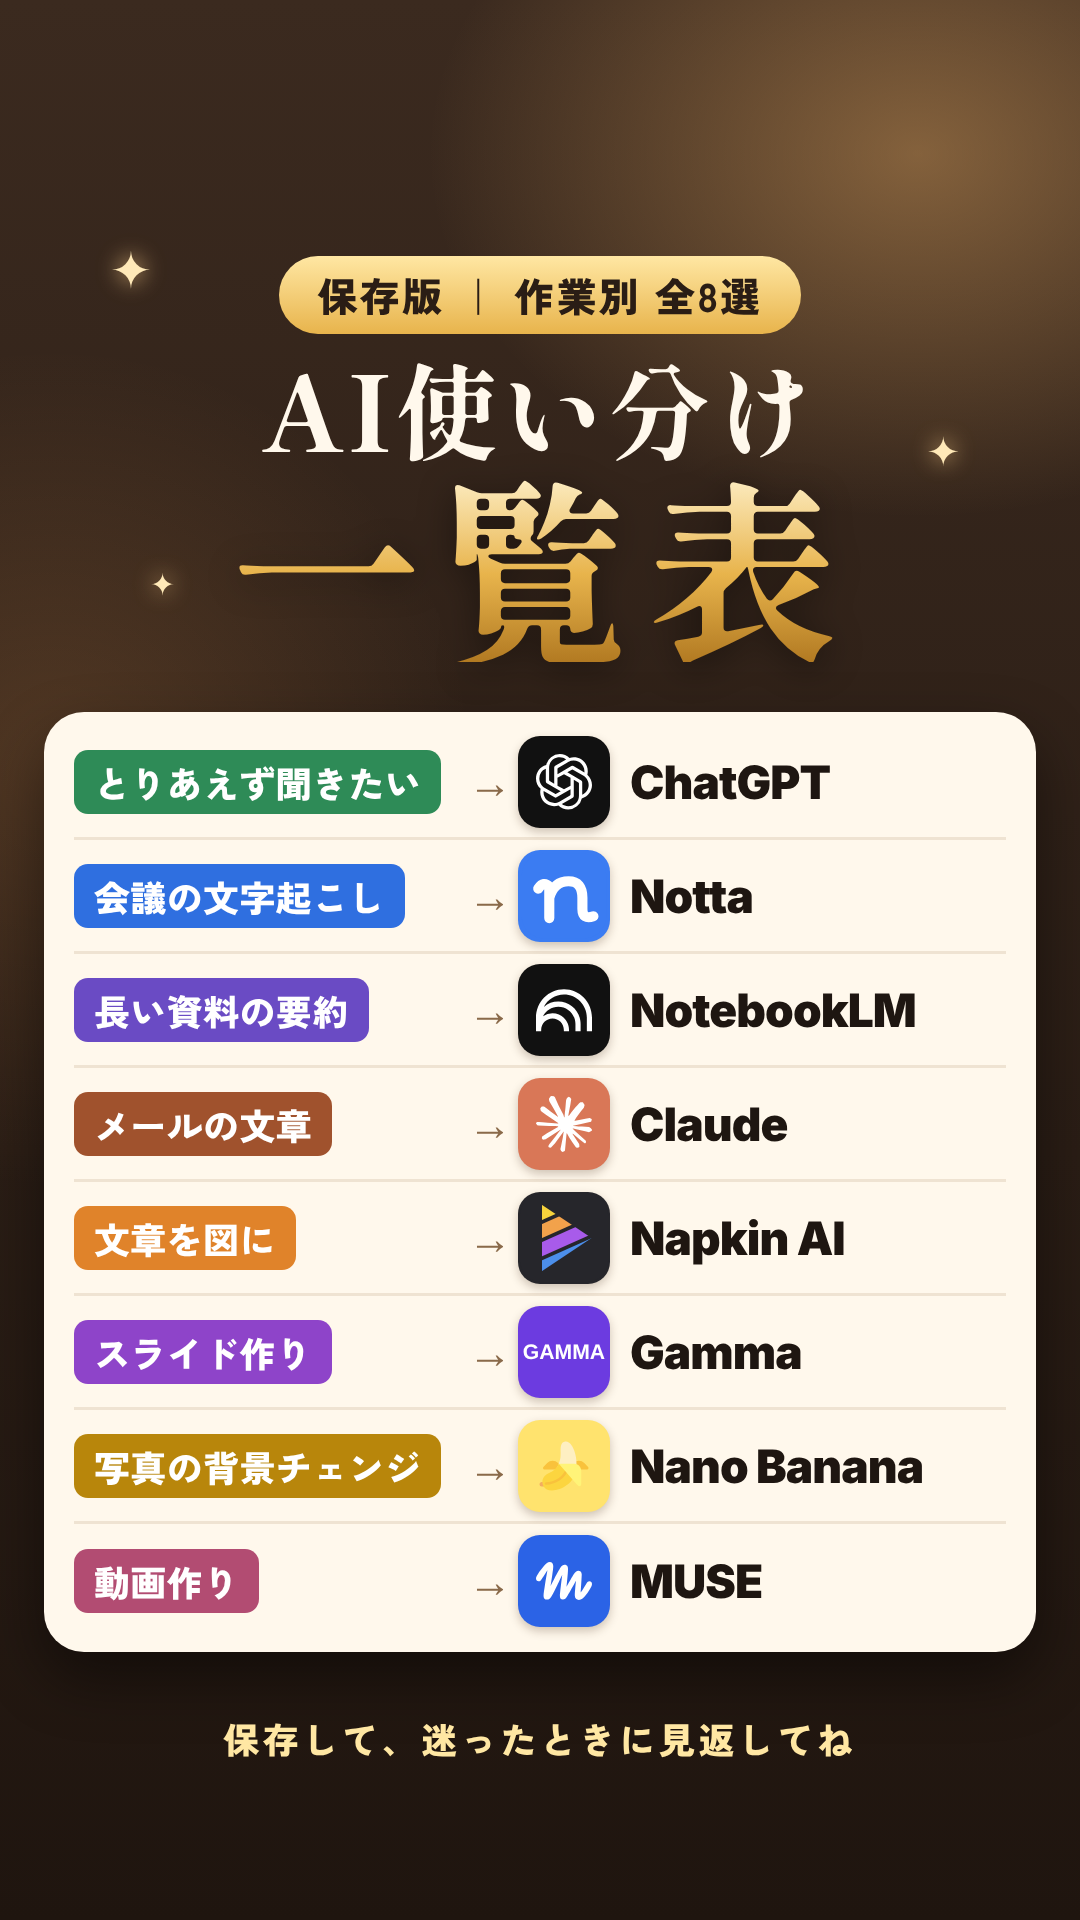 保存版 | 作業別 全8選
AI使い分け
一覧表
とりあえず聞きたい → ChatGPT
会議の文字起こし → Notta
長い資料の要約 → NotebookLM
メールの文章 → Claude
文章を図に → Napkin AI
スライド作り → GAMMA Gamma
写真の背景チェンジ → Nano Banana
動画作り → MUSE
保存して、迷ったときに見返してね